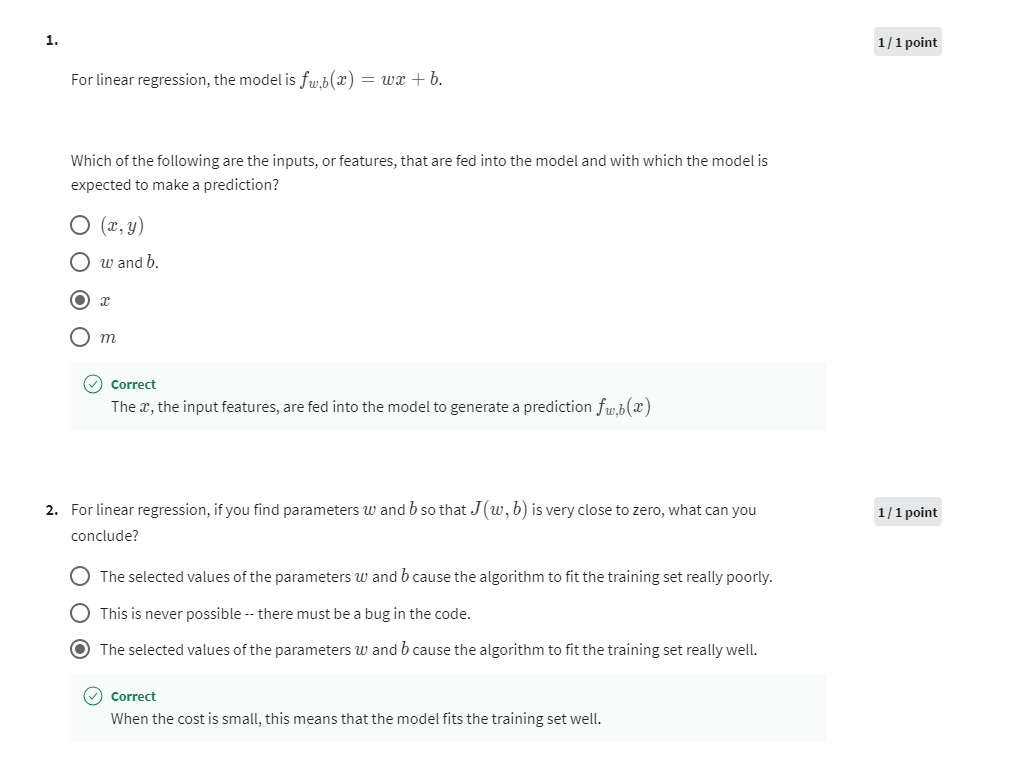 1.
1 / 1 point
For linear regression, the model is f_{w,b}(x) = wx + b.
Which of the following are the inputs, or features, that are fed into the model and with which the model is
expected to make a prediction?
(x, y)
w and b.
x
m
Correct
The x, the input features, are fed into the model to generate a prediction f_{w,b}(x)
2. For linear regression, if you find parameters w and b so that J(w, b) is very close to zero, what can you
1 / 1 point
conclude?
The selected values of the parameters w and b cause the algorithm to fit the training set really poorly.
This is never possible -- there must be a bug in the code.
The selected values of the parameters w and b cause the algorithm to fit the training set really well.
Correct
When the cost is small, this means that the model fits the training set well.